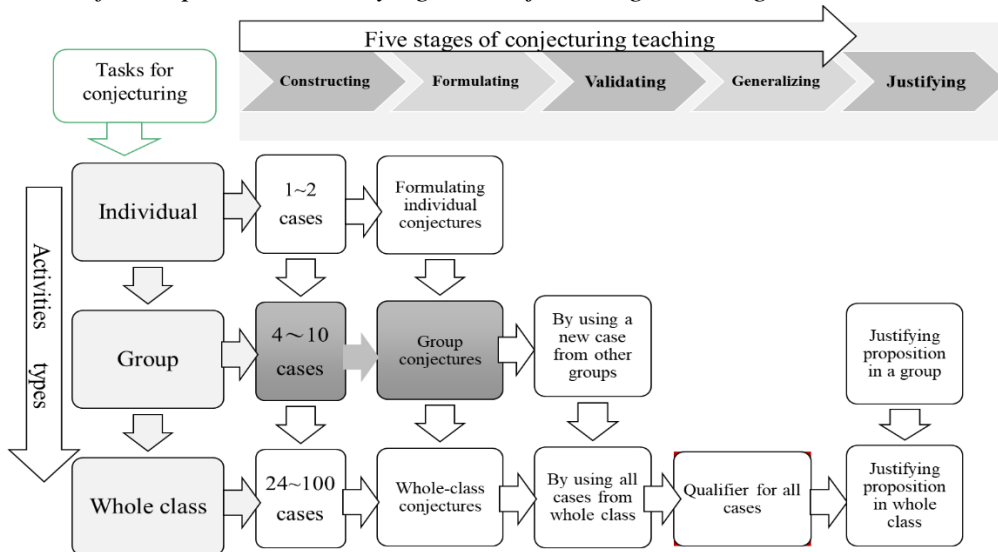 Five stages of conjecturing teaching
Tasks for
conjecturing
Constructing
Formulating
Validating
Generalizing
Justifying
Activities types
Individual
1~2
cases
Formulating
individual
conjectures
Group
4~10
cases
Group
conjectures
By using a
new case
from other
groups
Justifying
proposition
in a group
Whole class
24~100
cases
Whole-class
conjectures
By using all
cases from
whole class
Qualifier for all
cases
Justifying
proposition
in whole
class